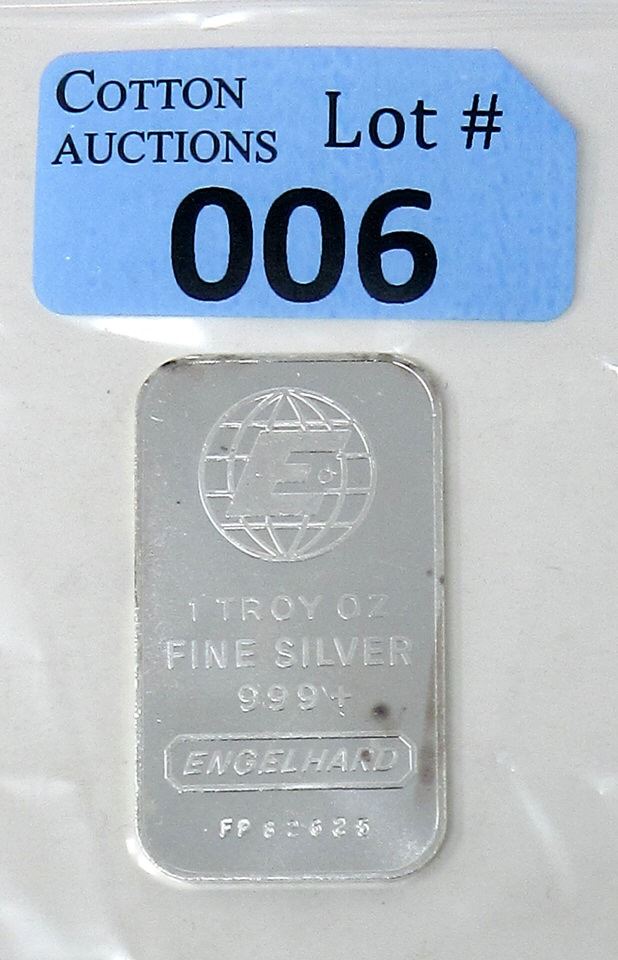 COTTON
AUCTIONS
Lot #
006
E
1 TROY OZ
FINE SILVER
999+
ENGELHARD